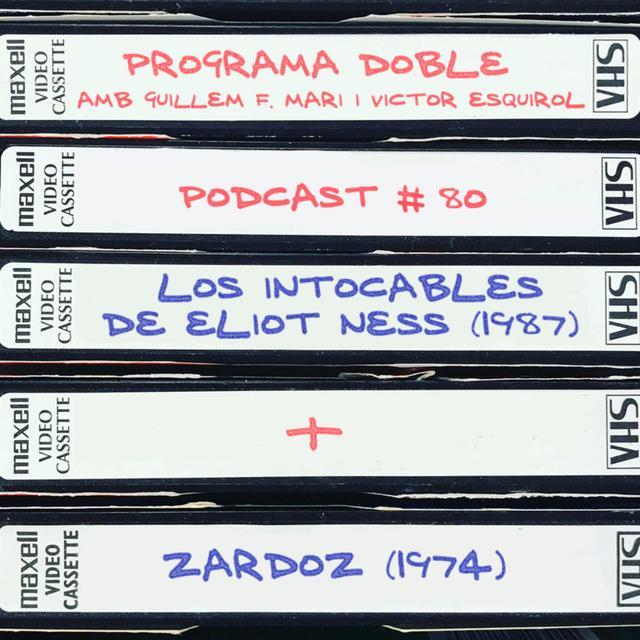 maxell
VIDEO
CASSETTE
PROGRAMA DOBLE
AMB GUILLEM F. MARI I VICTOR ESQUIROL
VHS
maxell
VIDEO
CASSETTE
PODCAST # 80
VHS
maxell
VIDEO
CASSETTE
LOS INTOCABLES
DE ELIOT NESS (1987)
VHS
maxell
VIDEO
CASSETTE
+
VHS
maxell
VIDEO
CASSETTE
ZARDOZ (1974)
VHS